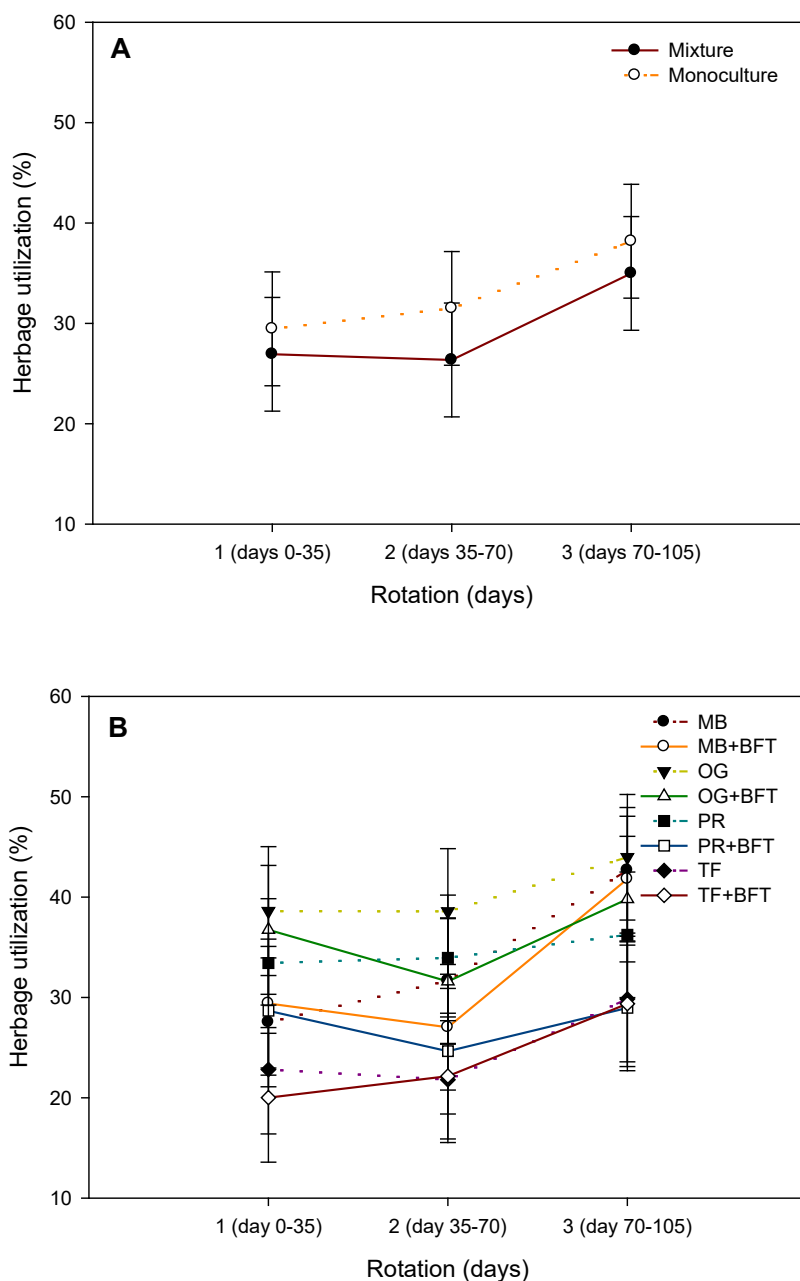 A
Mixture
Monoculture
60
50
40
30
20
10
Herbage utilization (%)
1 (days 0-35) 2 (days 35-70) 3 (days 70-105)
Rotation (days)
B
MB
MB+BFT
OG
OG+BFT
PR
PR+BFT
TF
TF+BFT
60
50
40
30
20
10
Herbage utilization (%)
1 (day 0-35) 2 (day 35-70) 3 (day 70-105)
Rotation (days)